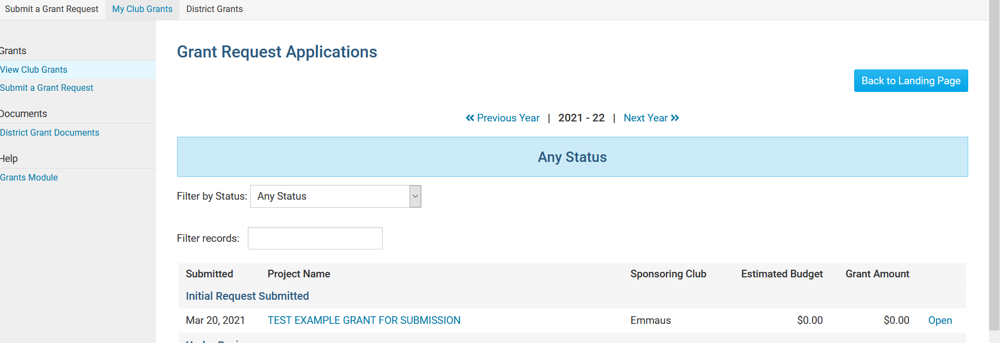 Submit a Grant Request My Club Grants District Grants
Grants
View Club Grants
Submit a Grant Request
Documents
District Grant Documents
Help
Grants Module
Grant Request Applications
Back to Landing Page
Previous Year | 2021 - 22 | Next Year
Any Status
Filter by Status: Any Status
Filter records:
Submitted Project Name Sponsoring Club Estimated Budget Grant Amount
Initial Request Submitted
Mar 20, 2021 TEST EXAMPLE GRANT FOR SUBMISSION Emmaus $0.00 $0.00 Open